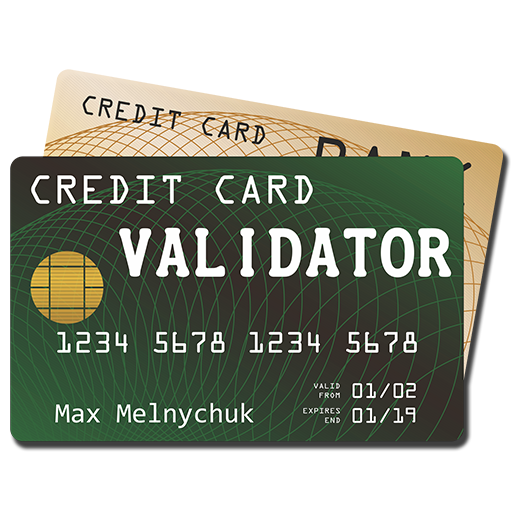 CREDIT CARD
BANK
CREDIT CARD
VALIDATOR
1234 5678 1234 5678
VALID
FROM 01/02
EXPIRES
END 01/19
Max Melnychuk